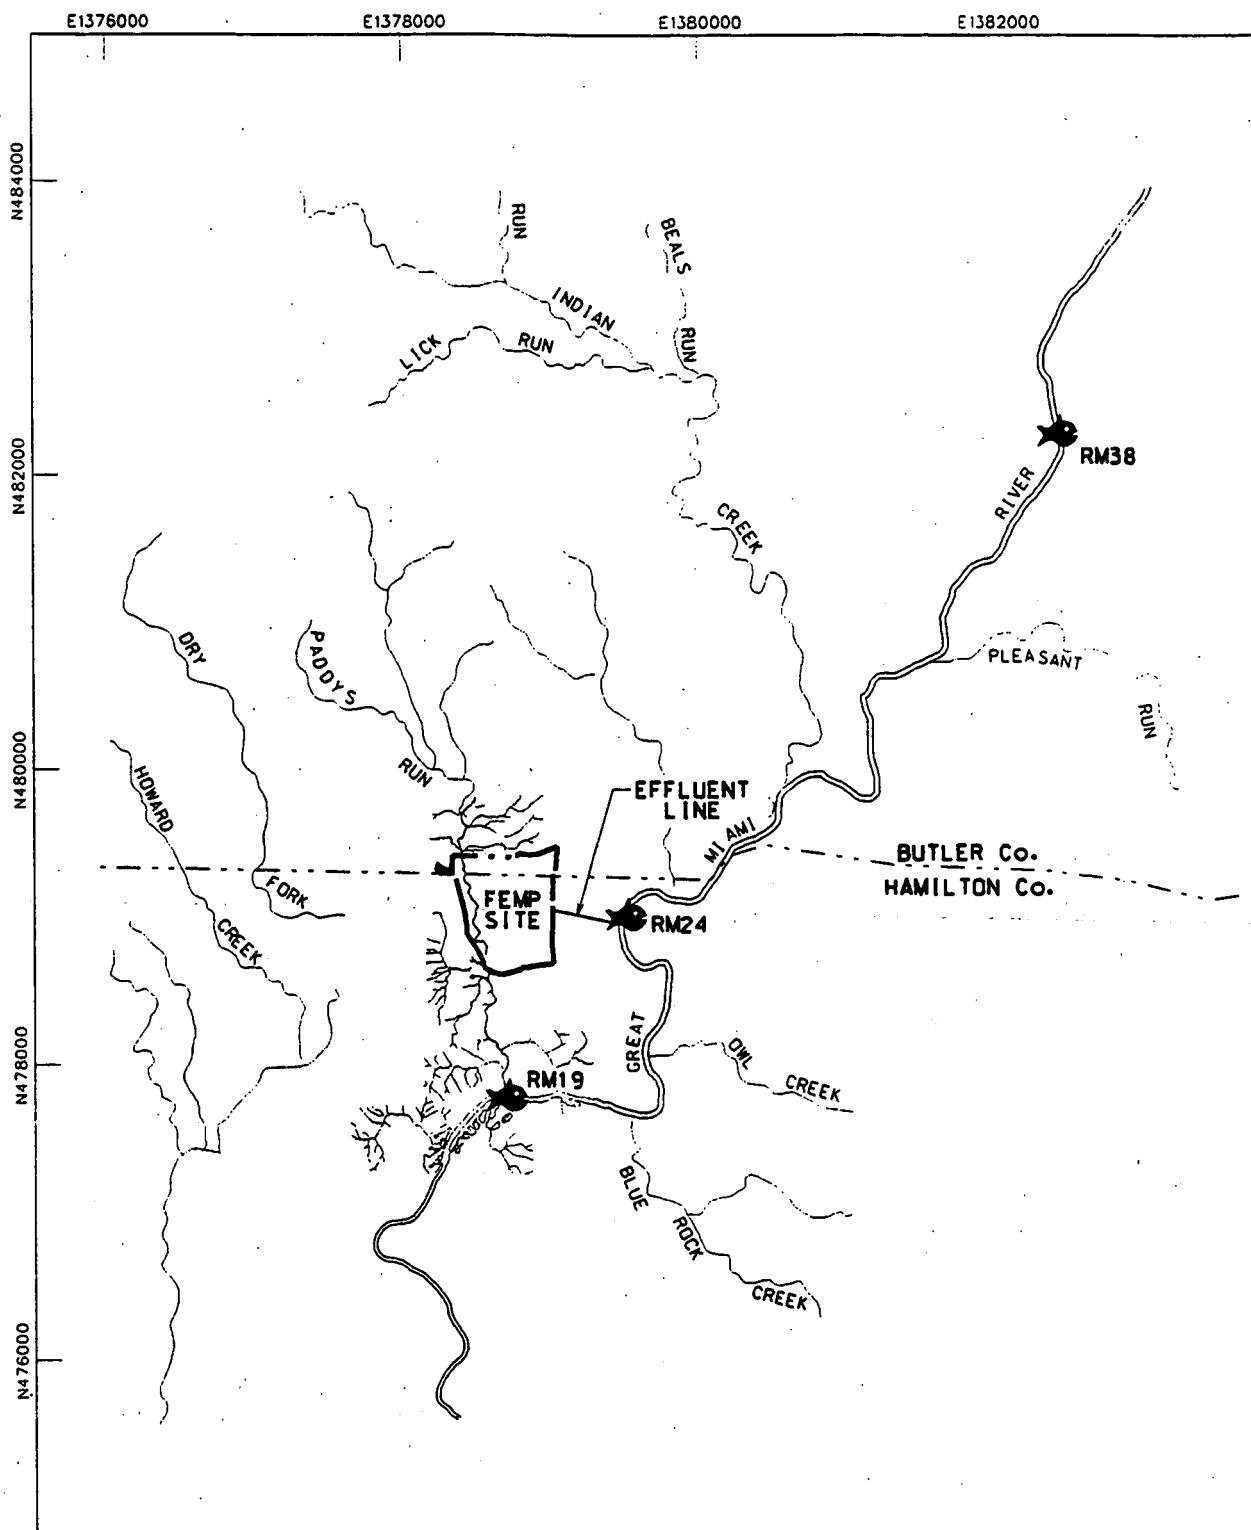 E1376000
E1378000
E1380000
E1382000
N484000
RUN
BEALS
RUN
INDIAN
LICK
RUN
RM38
N482000
RIVER
CREEK
DRY
PADDYS
PLEASANT
RUN
N480000
HOWARD
RUN
EFFLUENT
LINE
MIAMI
BUTLER Co.
HAMILTON Co.
FORK
FEMP
SITE
CREEK
RM24
GREAT
OWL
CREEK
N478000
RM19
BLUE
ROCK
CREEK
N476000